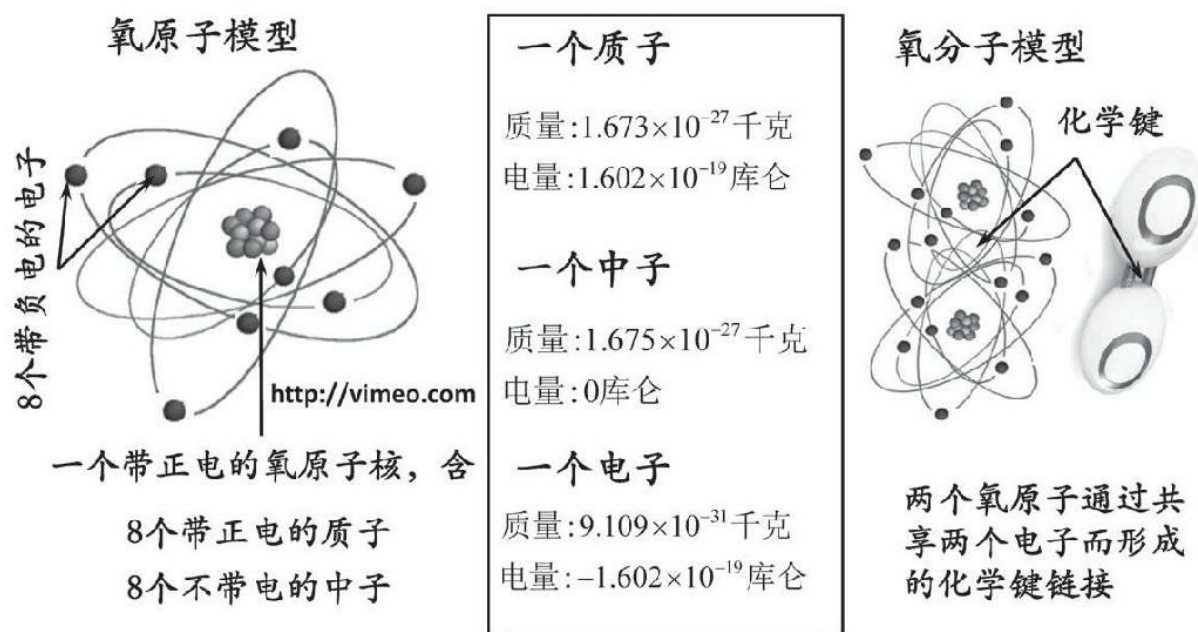 氧原子模型
8个带负电的电子
http://vimeo.com
一个带正电的氧原子核，含
8个带正电的质子
8个不带电的中子
一个质子
质量:1.673×10⁻²⁷千克
电量:1.602×10⁻¹⁹库仑
一个中子
质量:1.675×10⁻²⁷千克
电量:0库仑
一个电子
质量:9.109×10⁻³¹千克
电量:−1.602×10⁻¹⁹库仑
氧分子模型
化学键
两个氧原子通过共
享两个电子而形成
的化学键链接